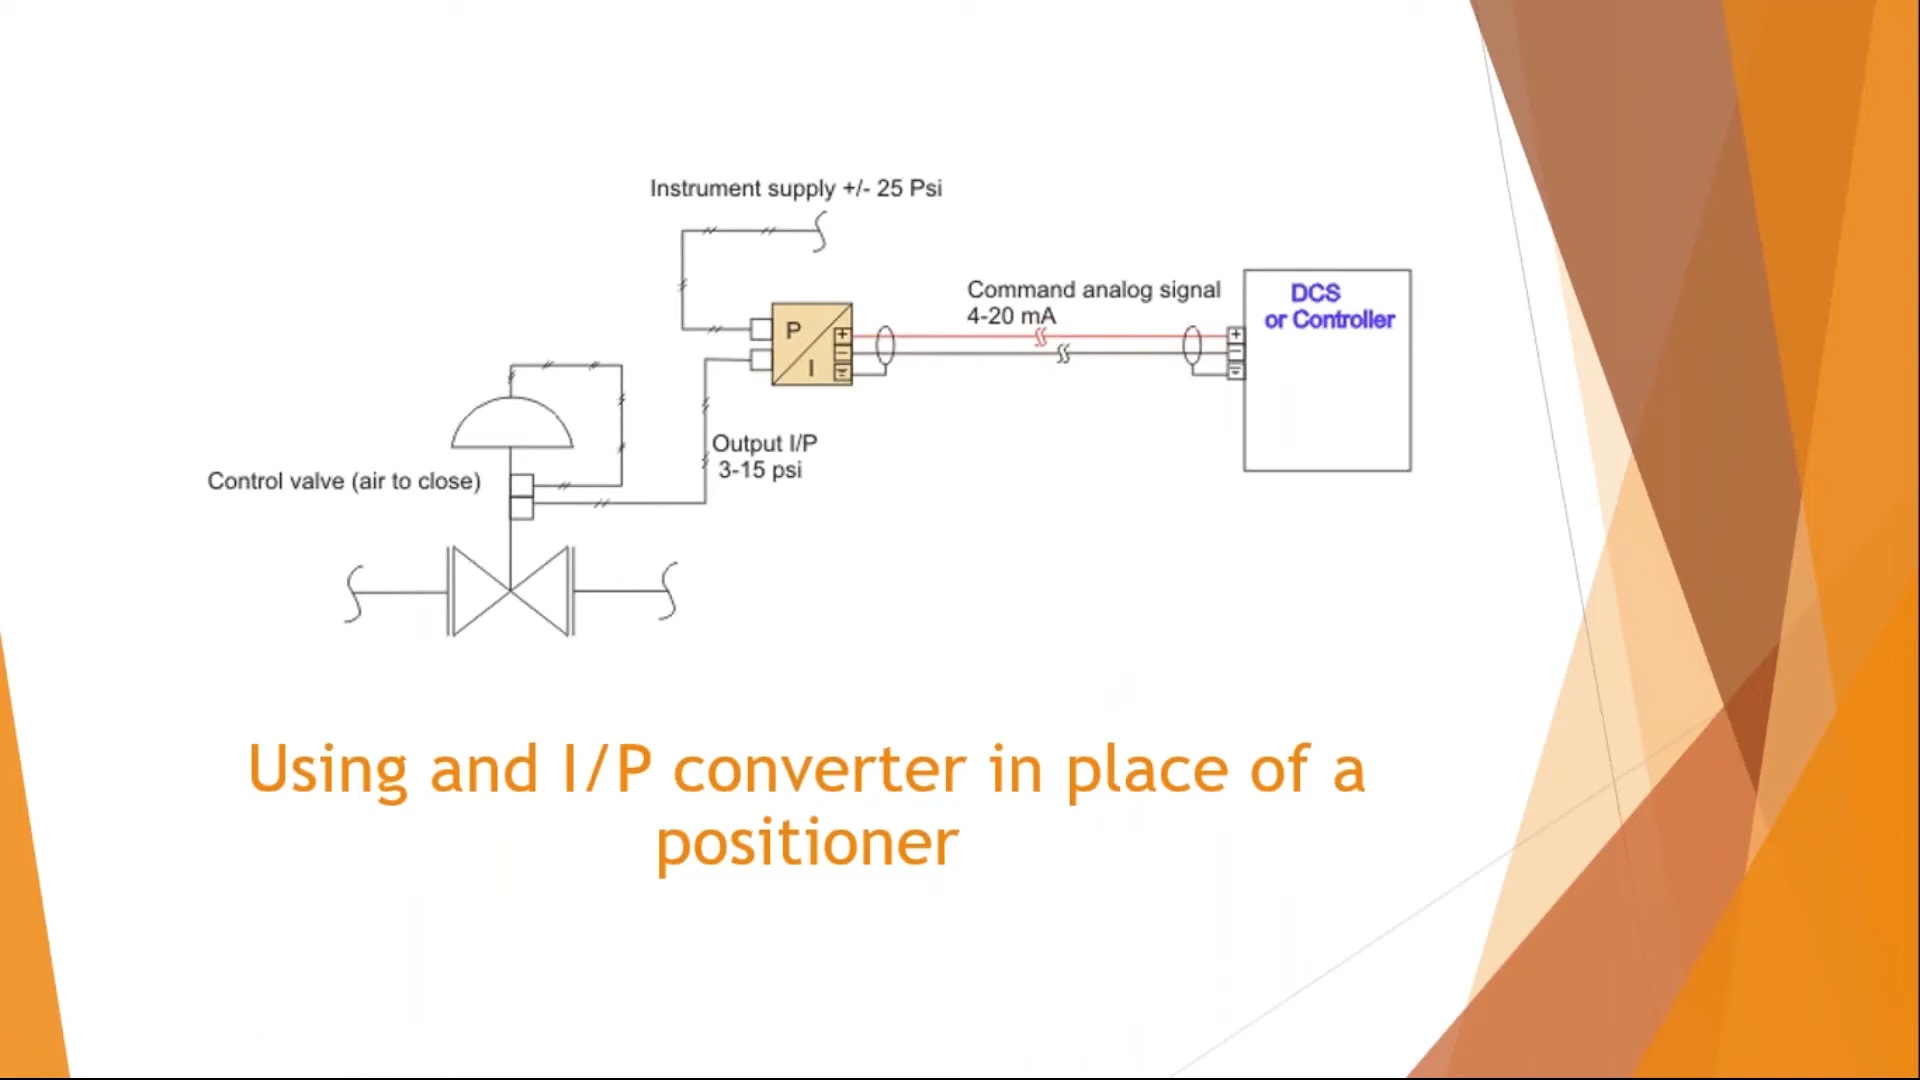 Instrument supply +/- 25 Psi
Command analog signal
4-20 mA
DCS
or Controller
P
I
+
−
+
−
Output I/P
3-15 psi
Control valve (air to close)
Using and I/P converter in place of a
positioner